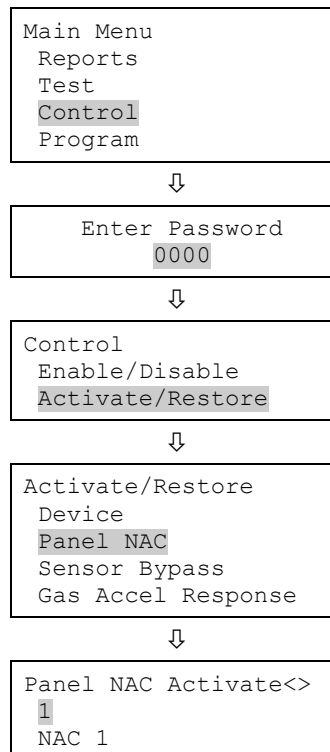 Main Menu
Reports
Test
Control
Program
⇩
Enter Password
0000
⇩
Control
Enable/Disable
Activate/Restore
⇩
Activate/Restore
Device
Panel NAC
Sensor Bypass
Gas Accel Response
⇩
Panel NAC Activate<>
1
NAC 1